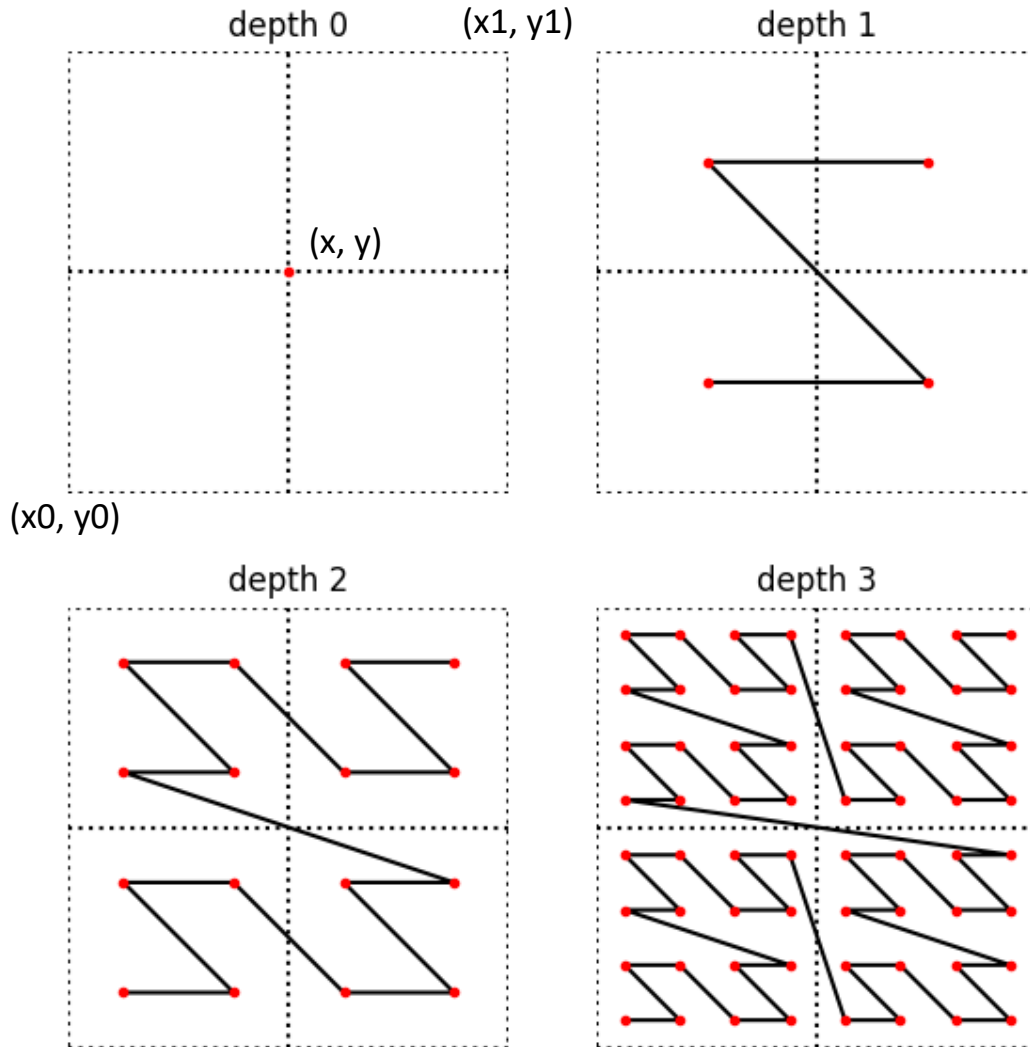 depth 0
(x1, y1)
depth 1
(x, y)
(x0, y0)
depth 2
depth 3